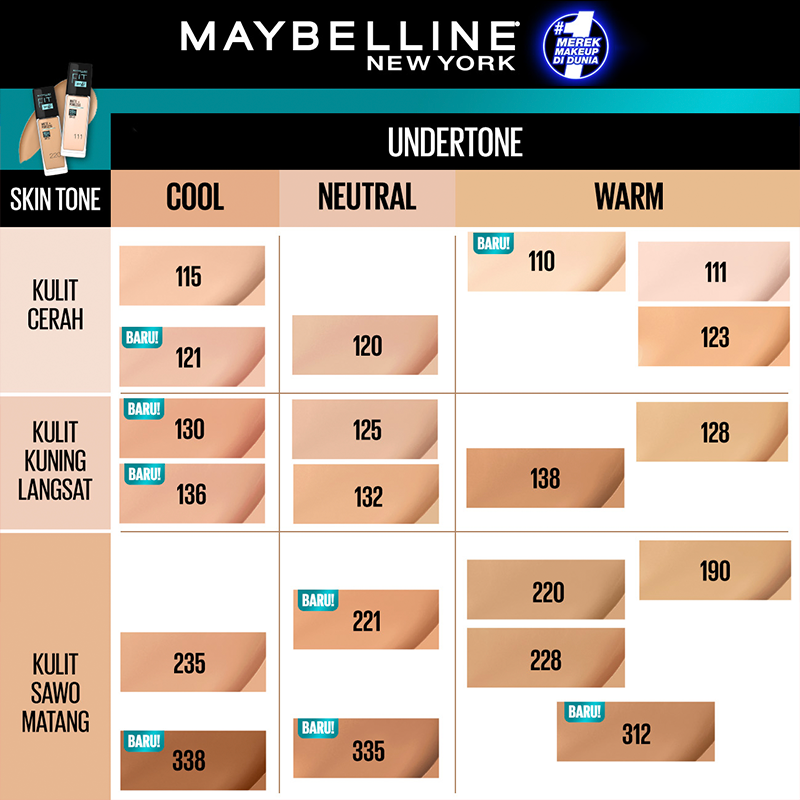 MAYBELLINE
NEW YORK
#1
MEREK
MAKEUP
DI DUNIA
FIT
111
220
UNDERTONE
SKIN TONE
COOL
NEUTRAL
WARM
KULIT
CERAH
115
BARU!
121
120
BARU!
110
111
123
KULIT
KUNING
LANGSAT
BARU!
130
BARU!
136
125
132
138
128
KULIT
SAWO
MATANG
235
BARU!
338
BARU!
221
BARU!
335
220
190
228
BARU!
312